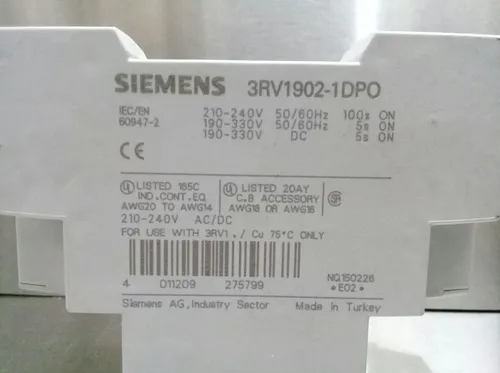 SIEMENS 3RV1902-1DP0
IEC/EN 210-240V 50/60Hz 100% ON
60947-2 190-330V 50/60Hz 5s ON
190-330V DC 5s ON
CE
UL LISTED 165C UL LISTED 20AY
IND.CONT.EQ C.B ACCESSORY
AWG20 TO AWG14 AWG18 OR AWG16
210-240V AC/DC
FOR USE WITH 3RV1./ Cu 75°C ONLY
4 011209 275799
NG150226
*E02*
Siemens AG,Industry Sector Made in Turkey